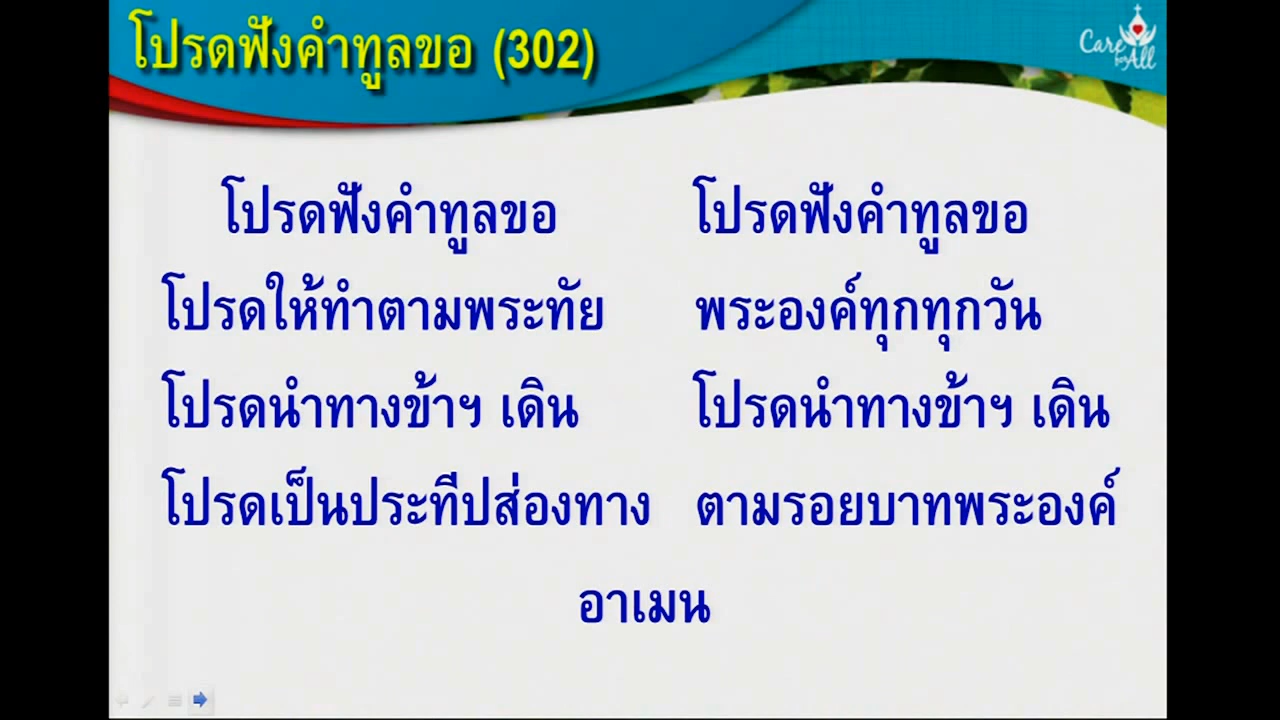 โปรดฟังคำทูลขอ (302)
Care for All
โปรดฟังคำทูลขอ โปรดฟังคำทูลขอ
โปรดให้ทำตามพระทัย พระองค์ทุกทุกวัน
โปรดนำทางข้าฯ เดิน โปรดนำทางข้าฯ เดิน
โปรดเป็นประทีปส่องทาง ตามรอยบาทพระองค์
อาเมน